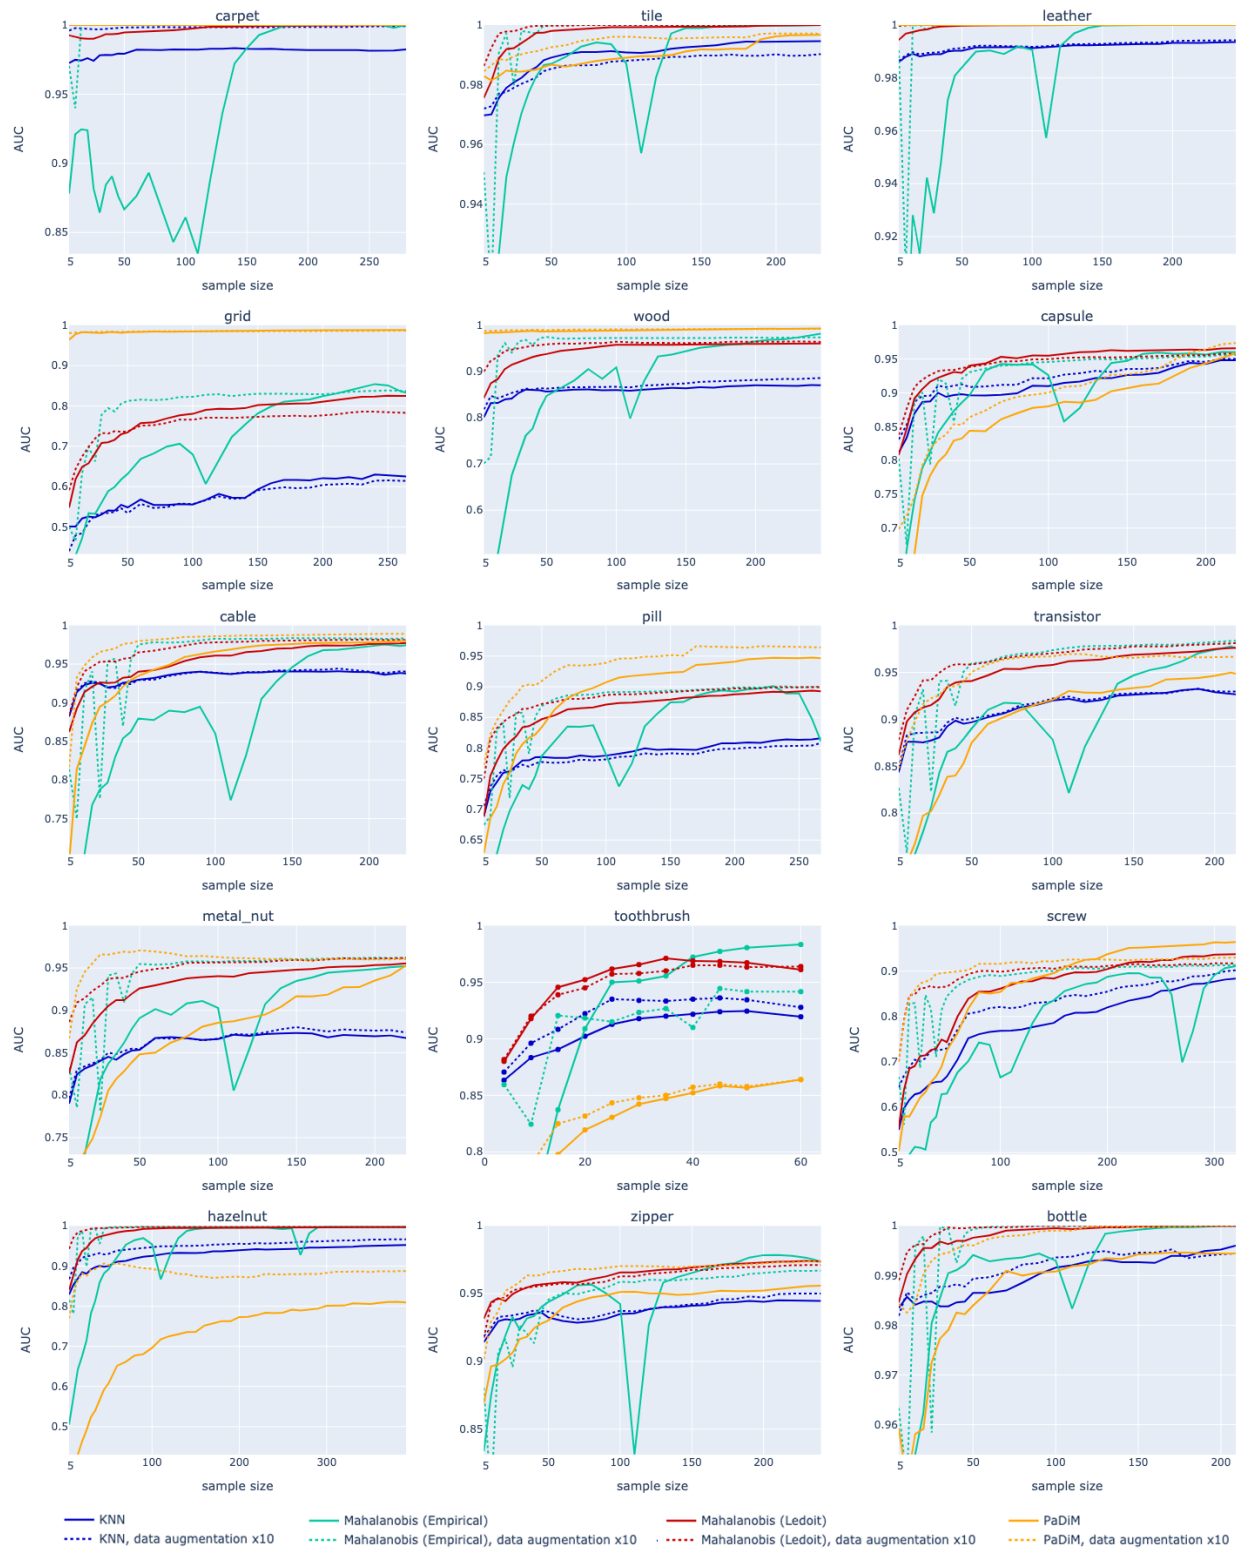 carpet
tile
leather
1
0.95
0.9
0.85
AUC
5
50
100
150
200
250
sample size
1
0.98
0.96
0.94
AUC
5
50
100
150
200
sample size
1
0.98
0.96
0.94
0.92
AUC
5
50
100
150
200
sample size
grid
wood
capsule
1
0.9
0.8
0.7
0.6
0.5
AUC
5
50
100
150
200
250
sample size
1
0.9
0.8
0.7
0.6
AUC
5
50
100
150
200
sample size
1
0.95
0.9
0.85
0.8
0.75
0.7
AUC
5
50
100
150
200
sample size
cable
pill
transistor
1
0.95
0.9
0.85
0.8
0.75
AUC
5
50
100
150
200
sample size
1
0.95
0.9
0.85
0.8
0.75
0.7
0.65
AUC
5
50
100
150
200
250
sample size
1
0.95
0.9
0.85
0.8
AUC
5
50
100
150
200
sample size
metal_nut
toothbrush
screw
1
0.95
0.9
0.85
0.8
0.75
AUC
5
50
100
150
200
sample size
1
0.95
0.9
0.85
0.8
AUC
0
20
40
60
sample size
1
0.9
0.8
0.7
0.6
0.5
AUC
5
100
200
300
sample size
hazelnut
zipper
bottle
1
0.9
0.8
0.7
0.6
0.5
AUC
5
100
200
300
sample size
1
0.95
0.9
0.85
AUC
5
50
100
150
200
sample size
1
0.99
0.98
0.97
0.96
AUC
5
50
100
150
200
sample size
KNN
Mahalanobis (Empirical)
Mahalanobis (Ledoit)
PaDiM
KNN, data augmentation x10
Mahalanobis (Empirical), data augmentation x10
Mahalanobis (Ledoit), data augmentation x10
PaDiM, data augmentation x10